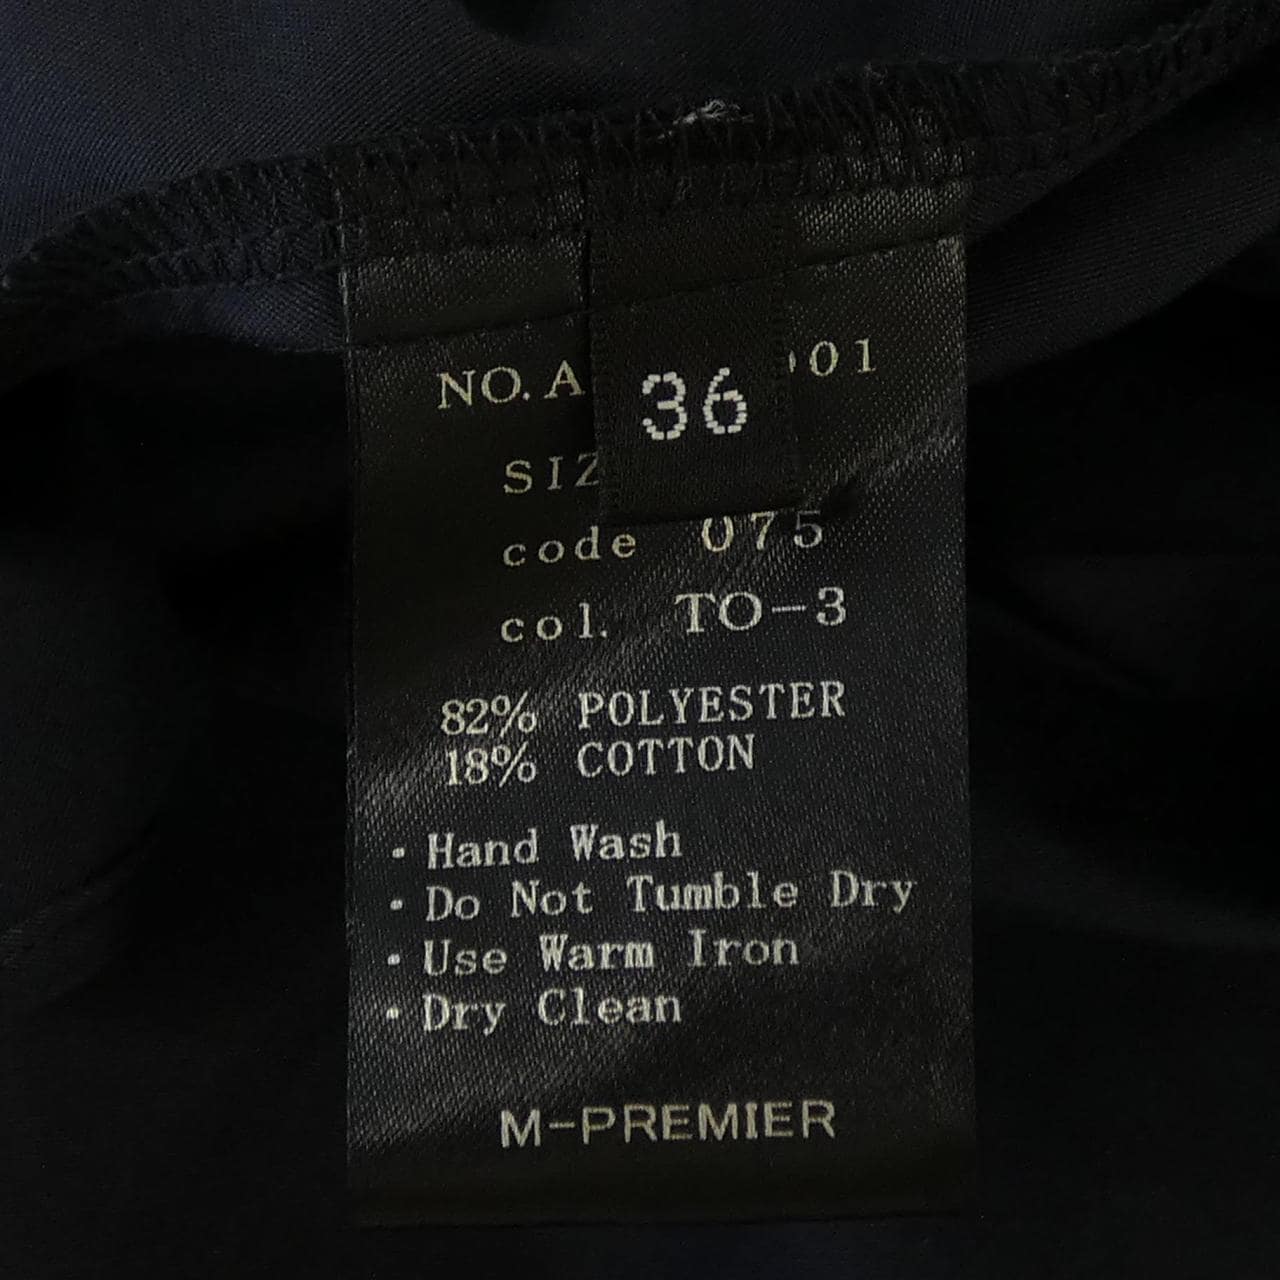 NO. A 001
36
SIZ
code 075
col. TO-3
82% POLYESTER
18% COTTON
・Hand Wash
・Do Not Tumble Dry
・Use Warm Iron
・Dry Clean
M-PREMIER